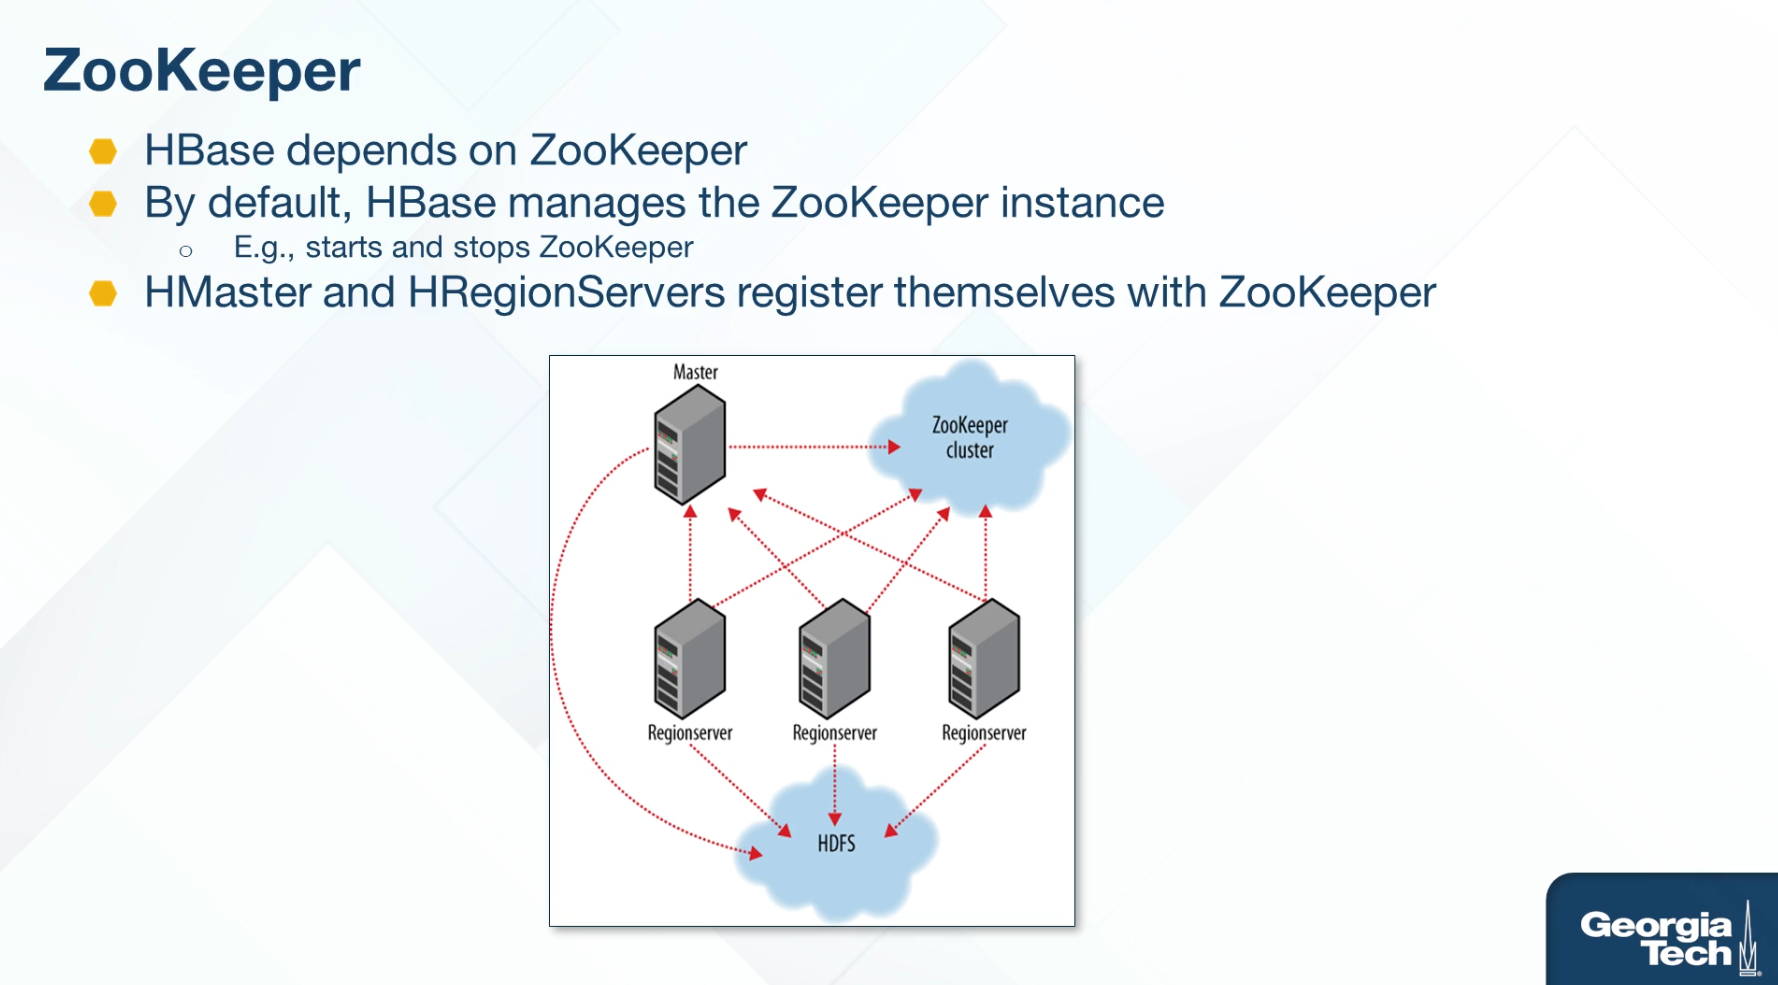 ZooKeeper
HBase depends on ZooKeeper
By default, HBase manages the ZooKeeper instance
E.g., starts and stops ZooKeeper
HMaster and HRegionServers register themselves with ZooKeeper
Master
ZooKeeper
cluster
Regionserver
Regionserver
Regionserver
HDFS
Georgia
Tech